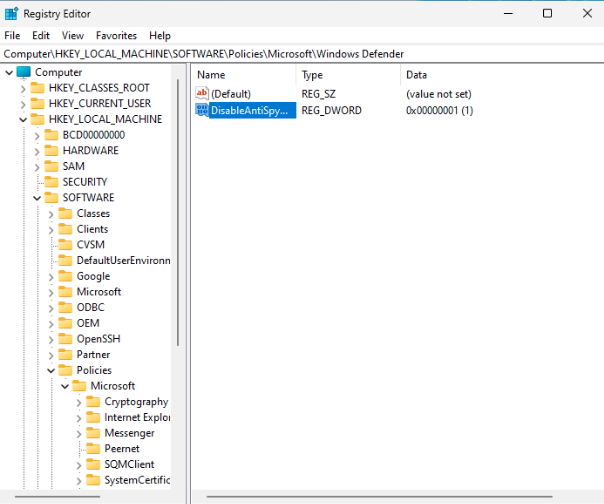 Registry Editor
File Edit View Favorites Help
Computer\HKEY_LOCAL_MACHINE\SOFTWARE\Policies\Microsoft\Windows Defender
Computer
HKEY_CLASSES_ROOT
HKEY_CURRENT_USER
HKEY_LOCAL_MACHINE
BCD00000000
HARDWARE
SAM
SECURITY
SOFTWARE
Classes
Clients
CVSM
DefaultUserEnvironn
Google
Microsoft
ODBC
OEM
OpenSSH
Partner
Policies
Microsoft
Cryptography
Internet Explor
Messenger
Peernet
SQMClient
SystemCertific
Name Type Data
ab (Default) REG_SZ (value not set)
DisableAntiSpy... REG_DWORD 0x00000001 (1)